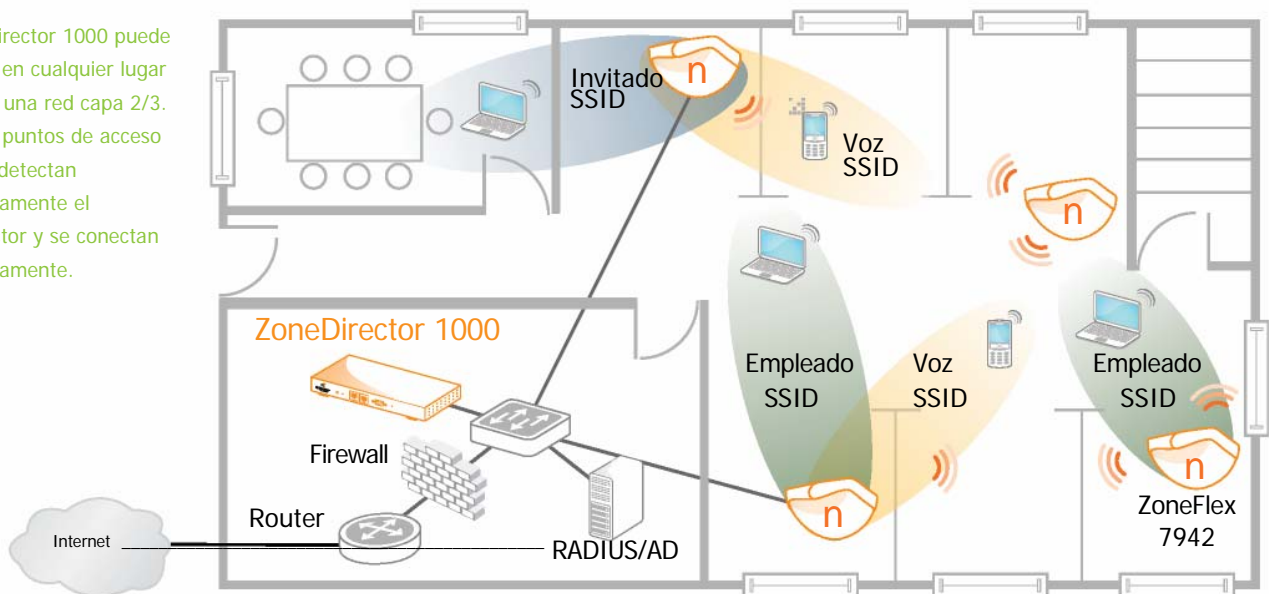 irector 1000 puede
en cualquier lugar
una red capa 2/3.
puntos de acceso
detectan
amente el
tor y se conectan
amente.
Invitado
SSID
n
Voz
SSID
n
ZoneDirector 1000
Empleado
SSID
Voz
SSID
Empleado
SSID
Firewall
Router
Internet
RADIUS/AD
n
n
ZoneFlex
7942